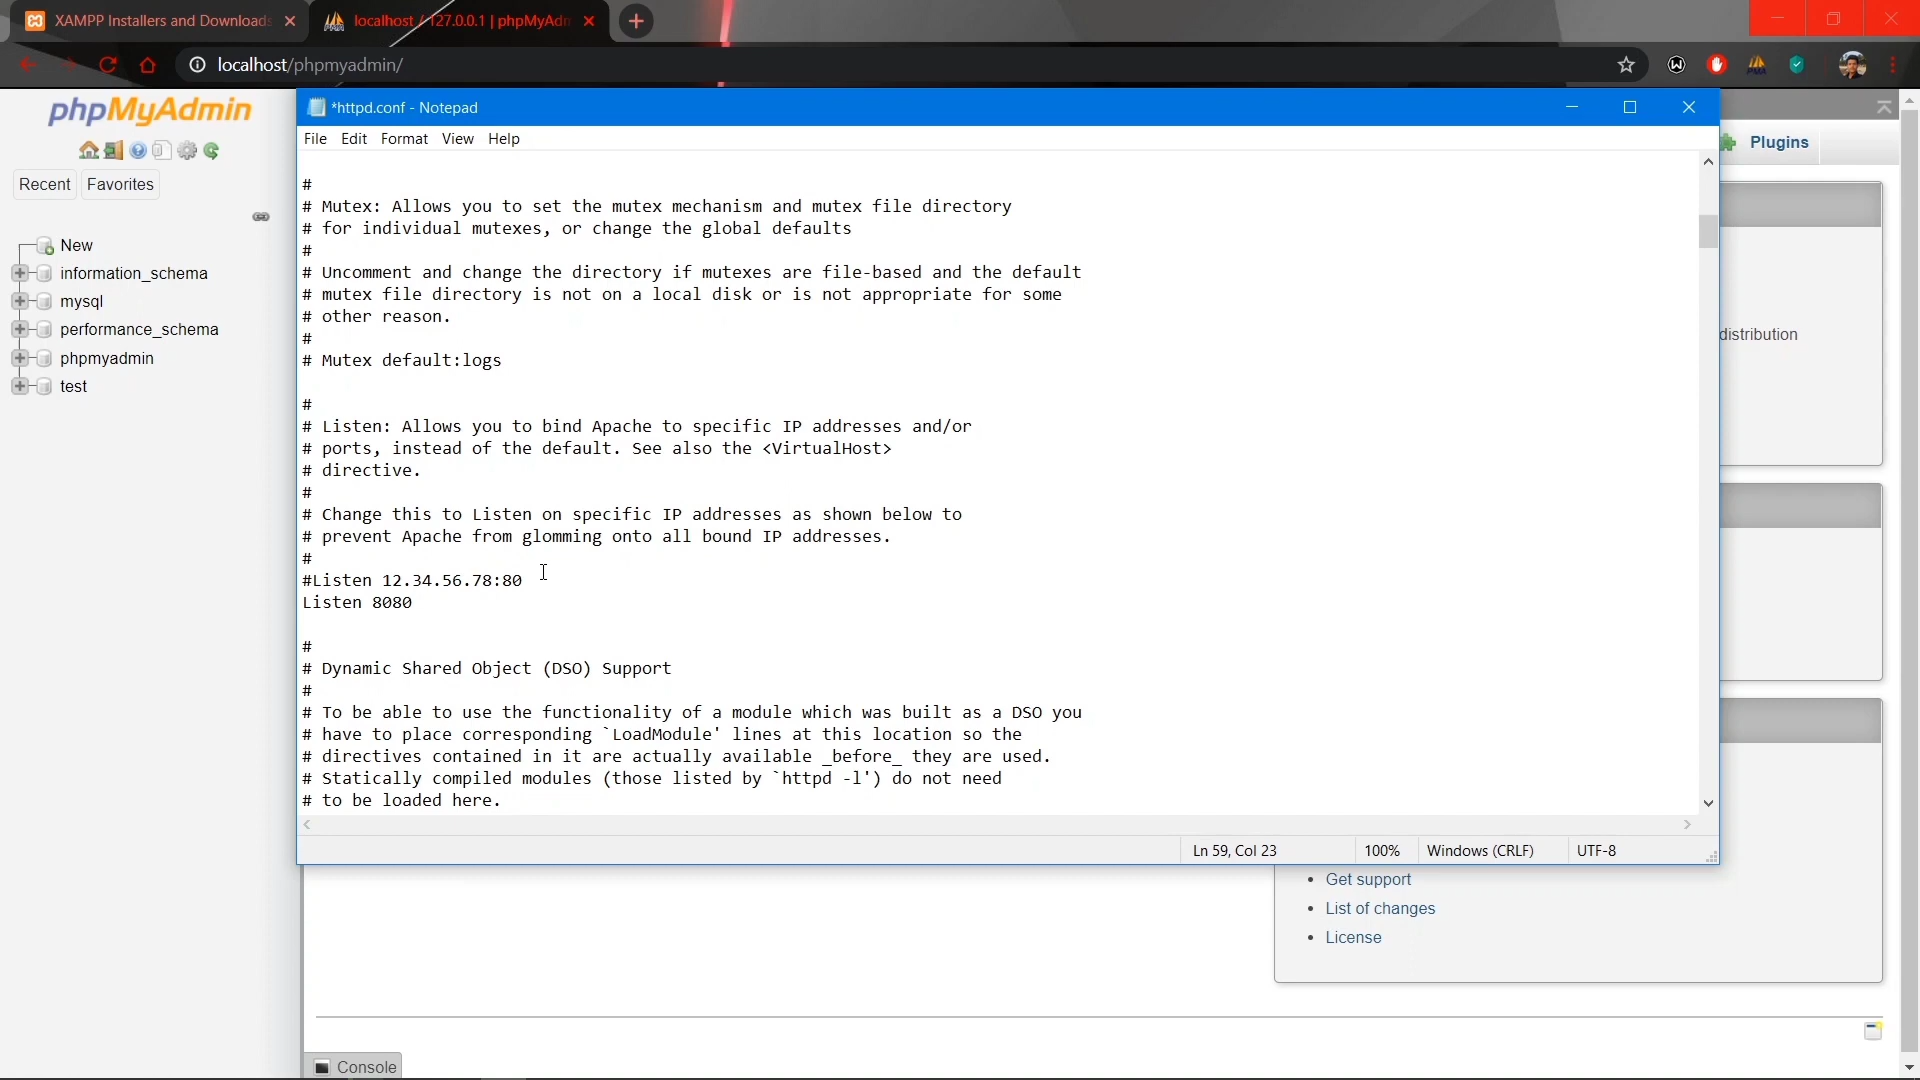 XAMPP Installers and Downloads
localhost / 127.0.0.1 | phpMyAdm
localhost/phpmyadmin/
phpMyAdmin
Recent
Favorites
New
information_schema
mysql
performance_schema
phpmyadmin
test
*httpd.conf - Notepad
File Edit Format View Help
#
# Mutex: Allows you to set the mutex mechanism and mutex file directory
# for individual mutexes, or change the global defaults
#
# Uncomment and change the directory if mutexes are file-based and the default
# mutex file directory is not on a local disk or is not appropriate for some
# other reason.
#
# Mutex default:logs
#
# Listen: Allows you to bind Apache to specific IP addresses and/or
# ports, instead of the default. See also the <VirtualHost>
# directive.
#
# Change this to Listen on specific IP addresses as shown below to
# prevent Apache from glomming onto all bound IP addresses.
#
#Listen 12.34.56.78:80
Listen 8080
#
# Dynamic Shared Object (DSO) Support
#
# To be able to use the functionality of a module which was built as a DSO you
# have to place corresponding `LoadModule' lines at this location so the
# directives contained in it are actually available _before_ they are used.
# Statically compiled modules (those listed by `httpd -l') do not need
# to be loaded here.
Ln 59, Col 23
100%
Windows (CRLF)
UTF-8
Plugins
distribution
Get support
List of changes
License
Console